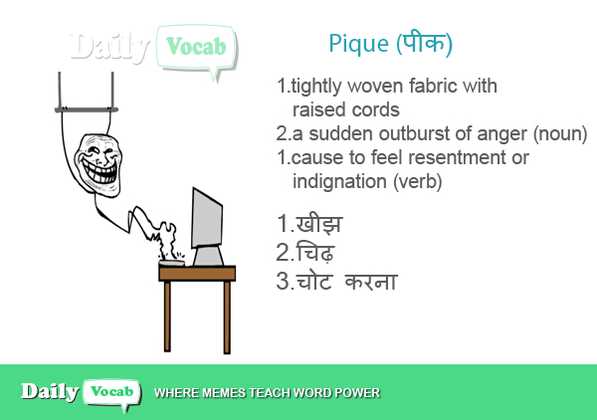 Daily Vocab
Pique (पीक)
1.tightly woven fabric with
raised cords
2.a sudden outburst of anger (noun)
1.cause to feel resentment or
indignation (verb)
1.खीझ
2.चिढ़
3.चोट करना
Daily Vocab WHERE MEMES TEACH WORD POWER